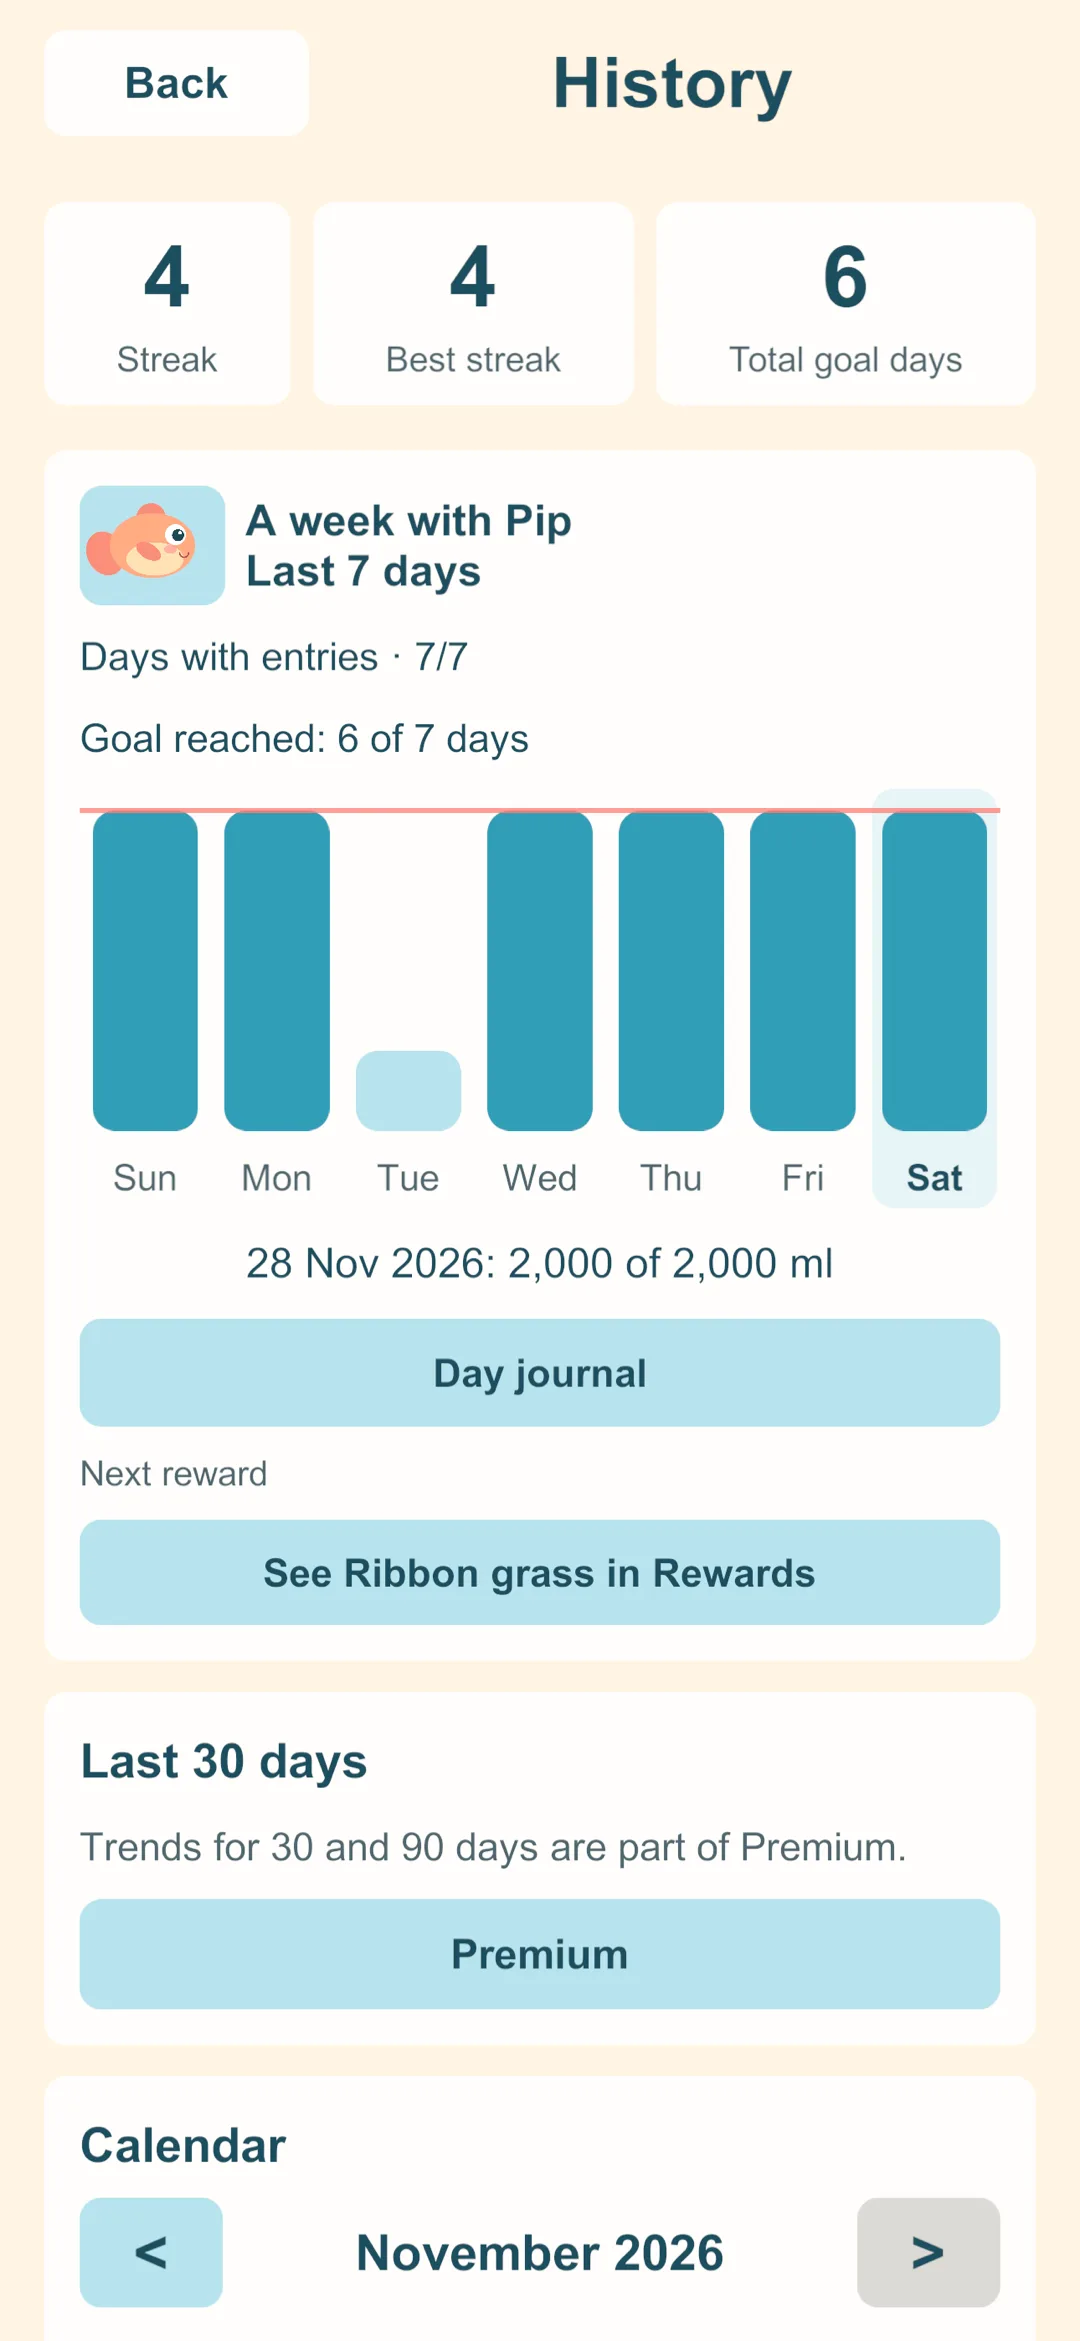 Back
History
4
Streak
4
Best streak
6
Total goal days
A week with Pip
Last 7 days
Days with entries · 7/7
Goal reached: 6 of 7 days
Sun Mon Tue Wed Thu Fri Sat
28 Nov 2026: 2,000 of 2,000 ml
Day journal
Next reward
See Ribbon grass in Rewards
Last 30 days
Trends for 30 and 90 days are part of Premium.
Premium
Calendar
< November 2026 >